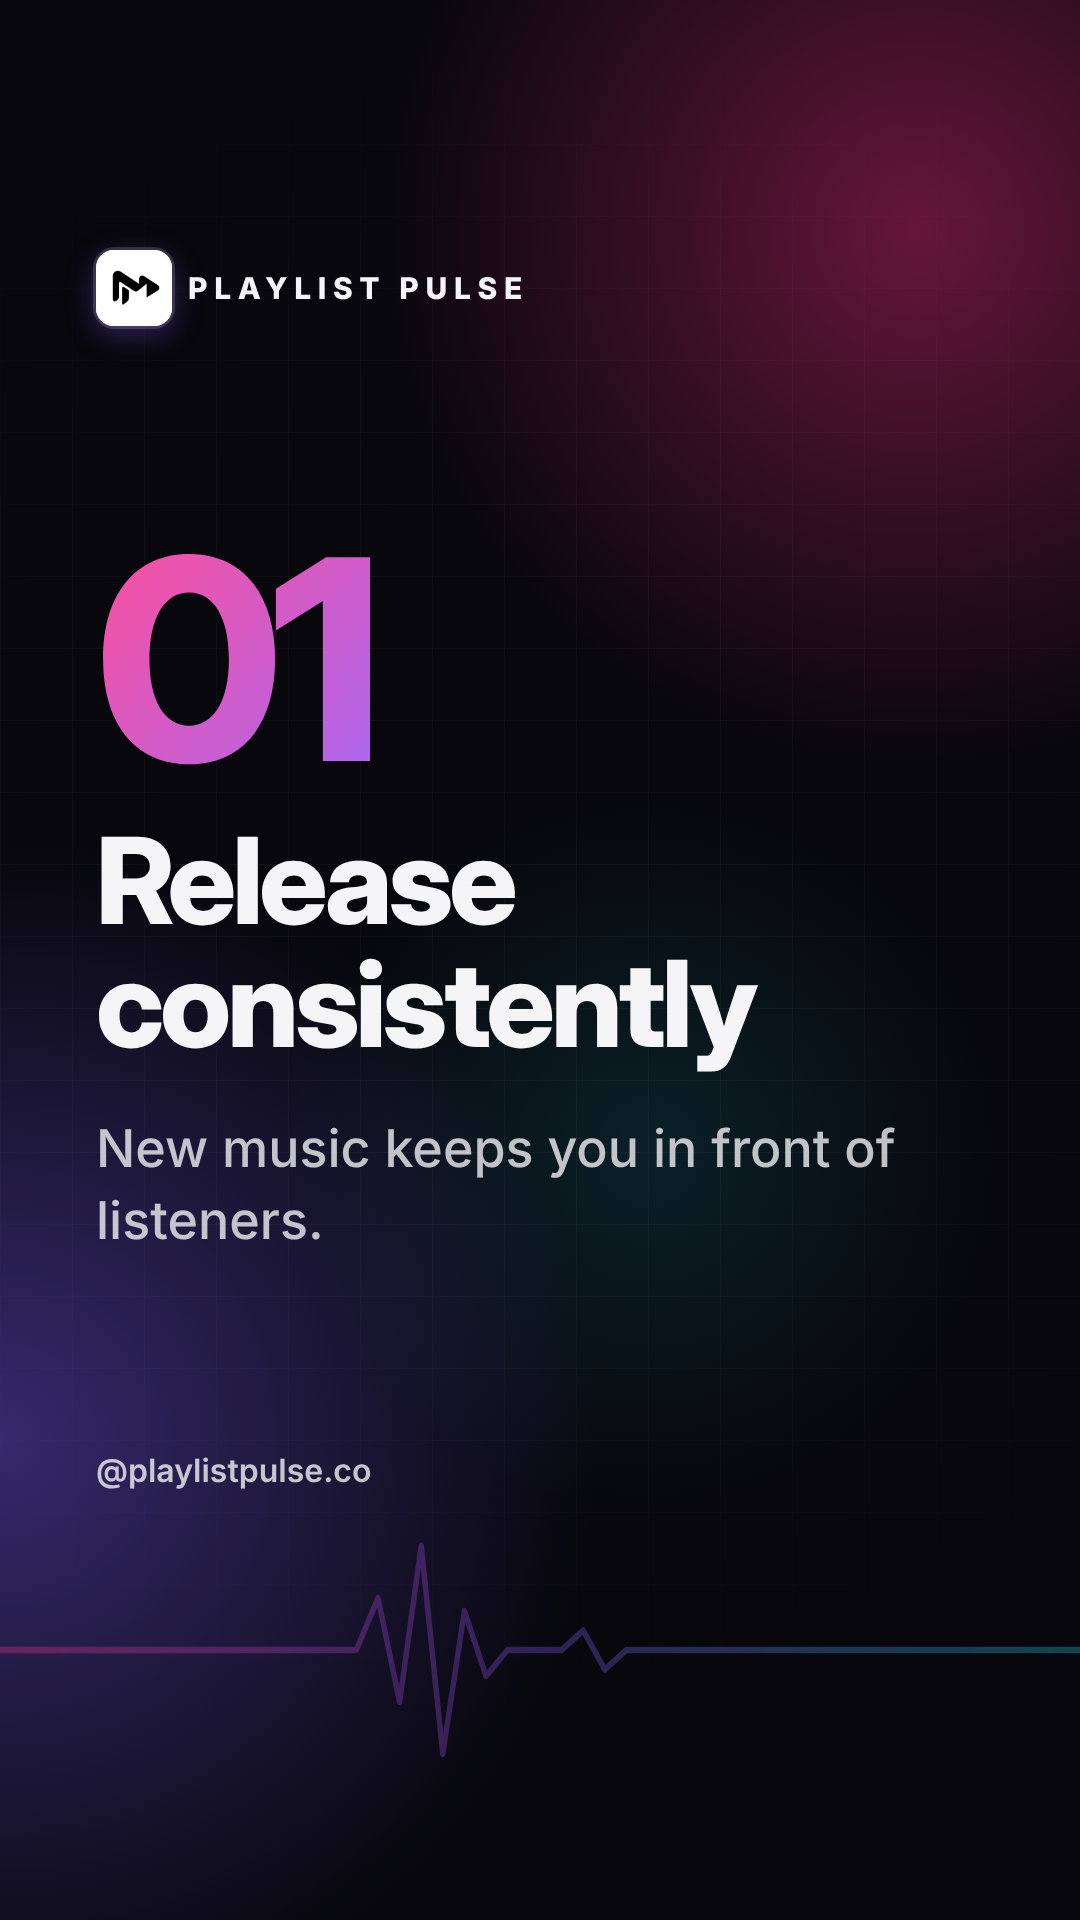 PLAYLIST PULSE
01
Release
consistently
New music keeps you in front of
listeners.
@playlistpulse.co